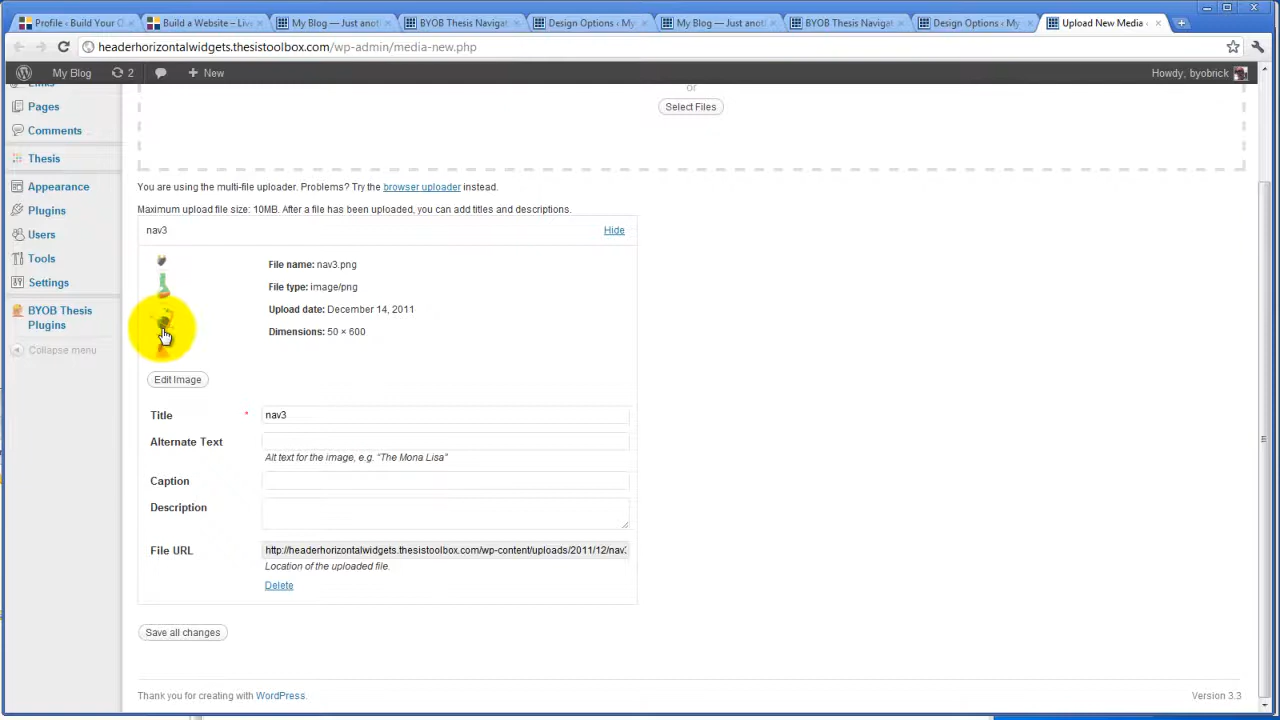 Profile ‹ Build Your O
Build a Website – Live
My Blog — Just anot
BYOB Thesis Navigat
Design Options ‹ My
My Blog — Just anot
BYOB Thesis Navigat
Design Options ‹ My
Upload New Media ‹
headerhorizontalwidgets.thesistoolbox.com/wp-admin/media-new.php
My Blog 2 + New Howdy, byobrick
Links
Pages
Comments
Thesis
Appearance
Plugins
Users
Tools
Settings
BYOB Thesis
Plugins
Collapse menu
or
Select Files
You are using the multi-file uploader. Problems? Try the browser uploader instead.
Maximum upload file size: 10MB. After a file has been uploaded, you can add titles and descriptions.
nav3 Hide
File name: nav3.png
File type: image/png
Upload date: December 14, 2011
Dimensions: 50 × 600
Edit Image
Title * nav3
Alternate Text
Alt text for the image, e.g. "The Mona Lisa"
Caption
Description
File URL http://headerhorizontalwidgets.thesistoolbox.com/wp-content/uploads/2011/12/nav3
Location of the uploaded file.
Delete
Save all changes
Thank you for creating with WordPress. Version 3.3